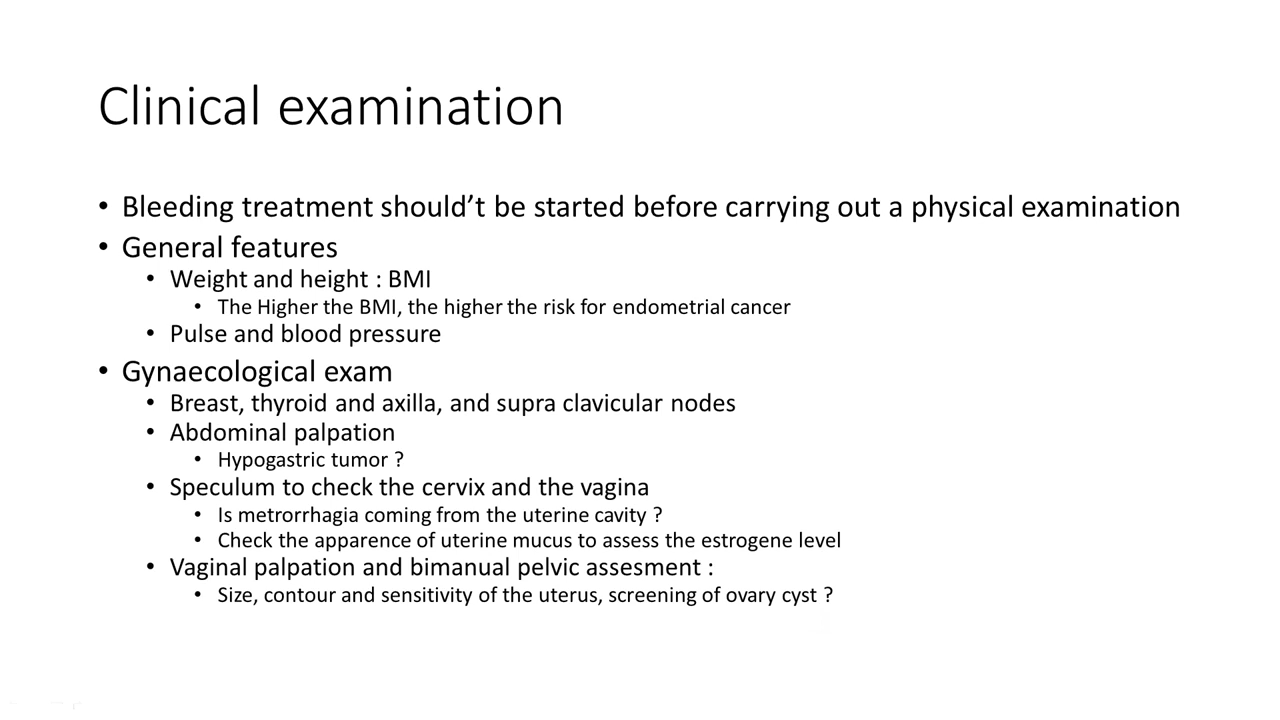 Clinical examination
• Bleeding treatment should't be started before carrying out a physical examination
• General features
• Weight and height : BMI
• The Higher the BMI, the higher the risk for endometrial cancer
• Pulse and blood pressure
• Gynaecological exam
• Breast, thyroid and axilla, and supra clavicular nodes
• Abdominal palpation
• Hypogastric tumor ?
• Speculum to check the cervix and the vagina
• Is metrorrhagia coming from the uterine cavity ?
• Check the apparence of uterine mucus to assess the estrogene level
• Vaginal palpation and bimanual pelvic assesment :
• Size, contour and sensitivity of the uterus, screening of ovary cyst ?